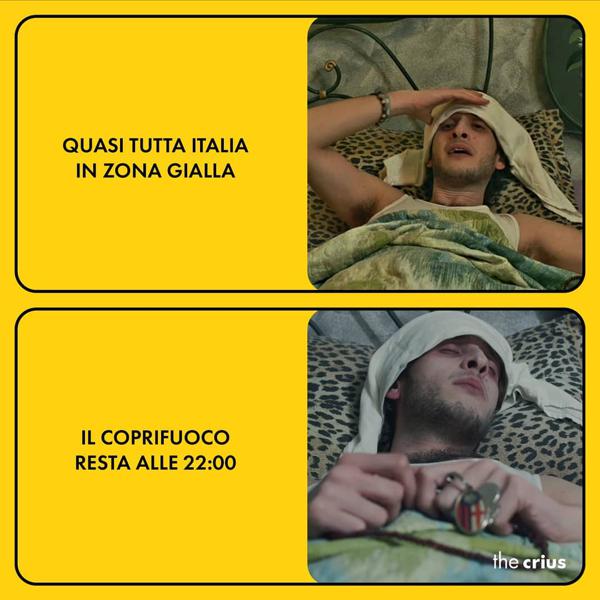 QUASI TUTTA ITALIA
IN ZONA GIALLA
IL COPRIFUOCO
RESTA ALLE 22:00
the crius